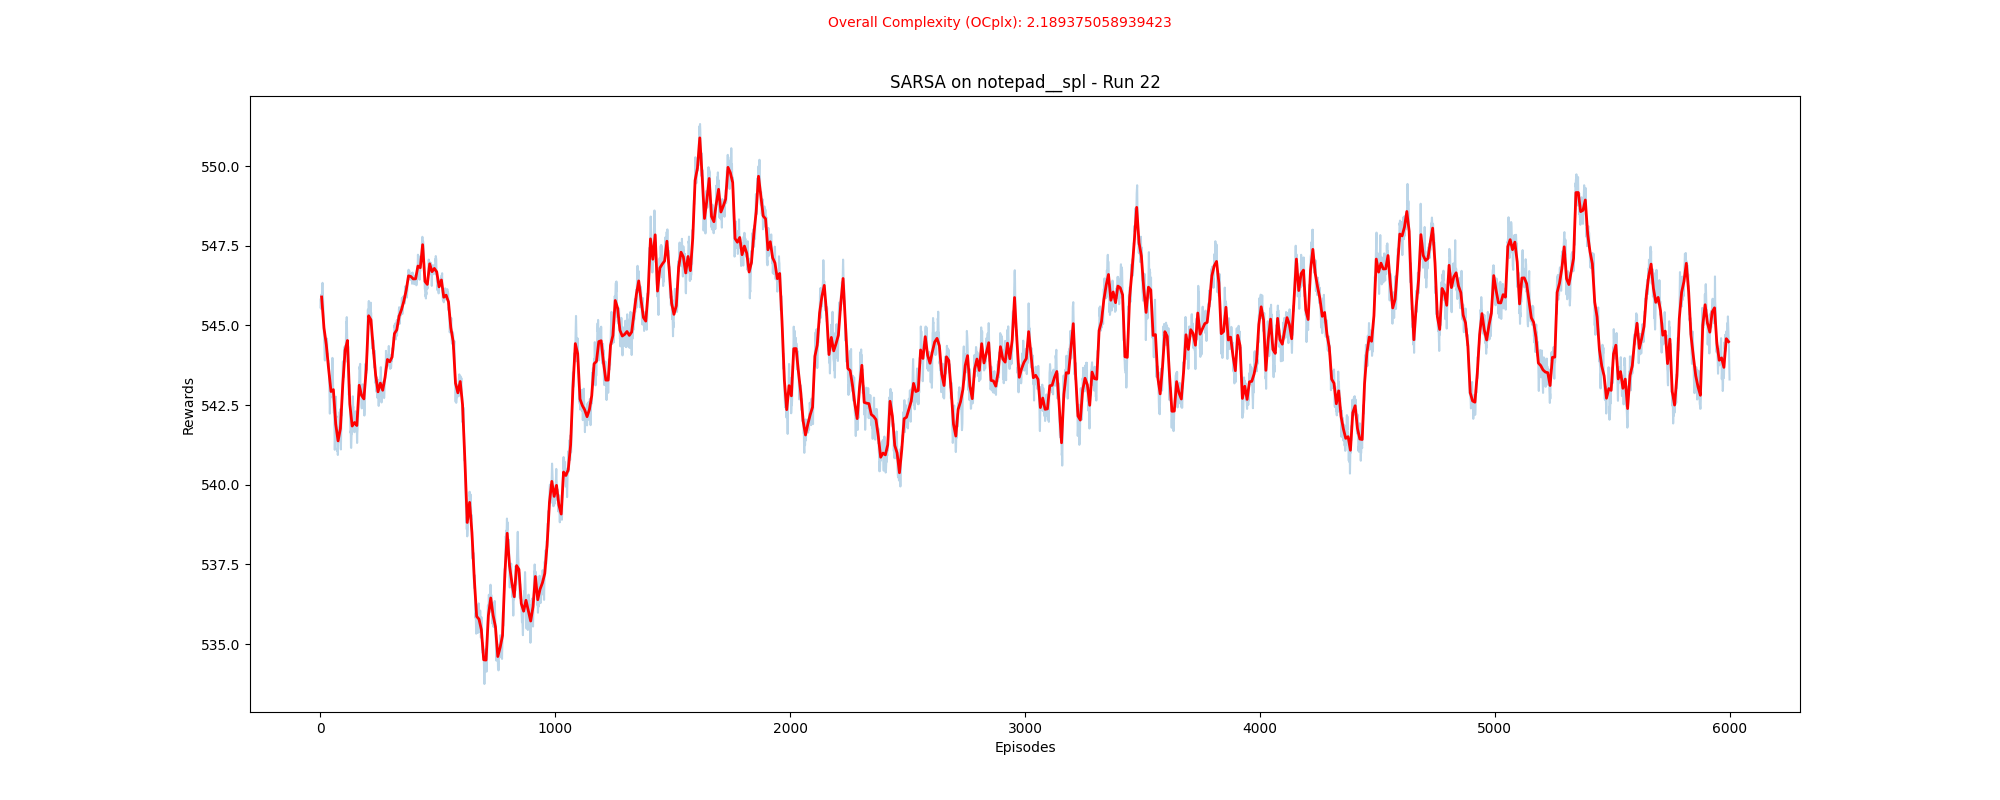 Overall Complexity (OCplx): 2.189375058939423
SARSA on notepad__spl - Run 22
550.0
547.5
545.0
542.5
540.0
537.5
535.0
Rewards
0 1000 2000 3000 4000 5000 6000
Episodes